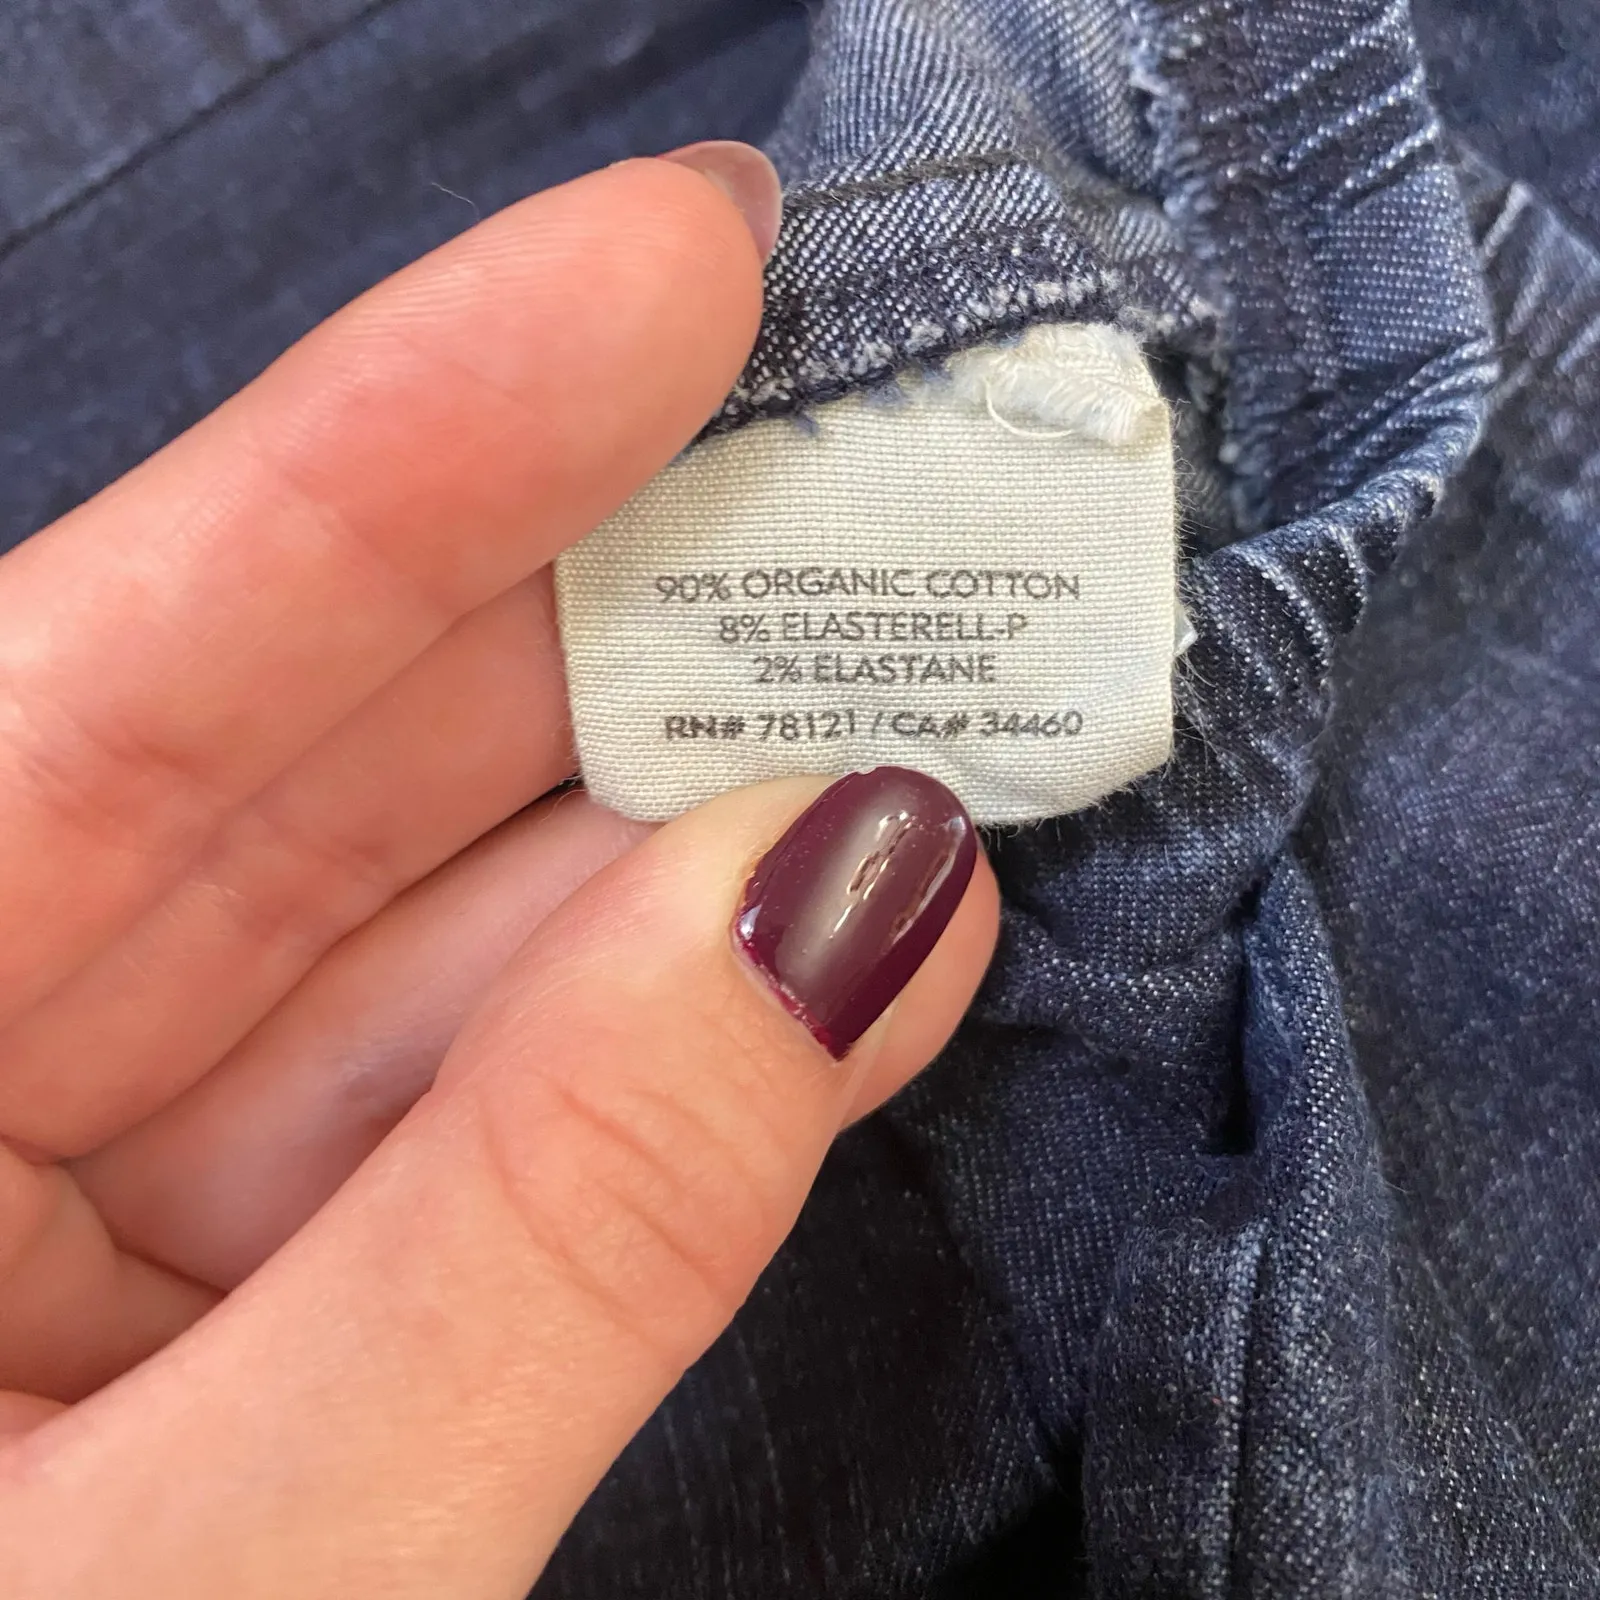 90% ORGANIC COTTON
8% ELASTERELL-P
2% ELASTANE
RN# 78121 / CA# 34460